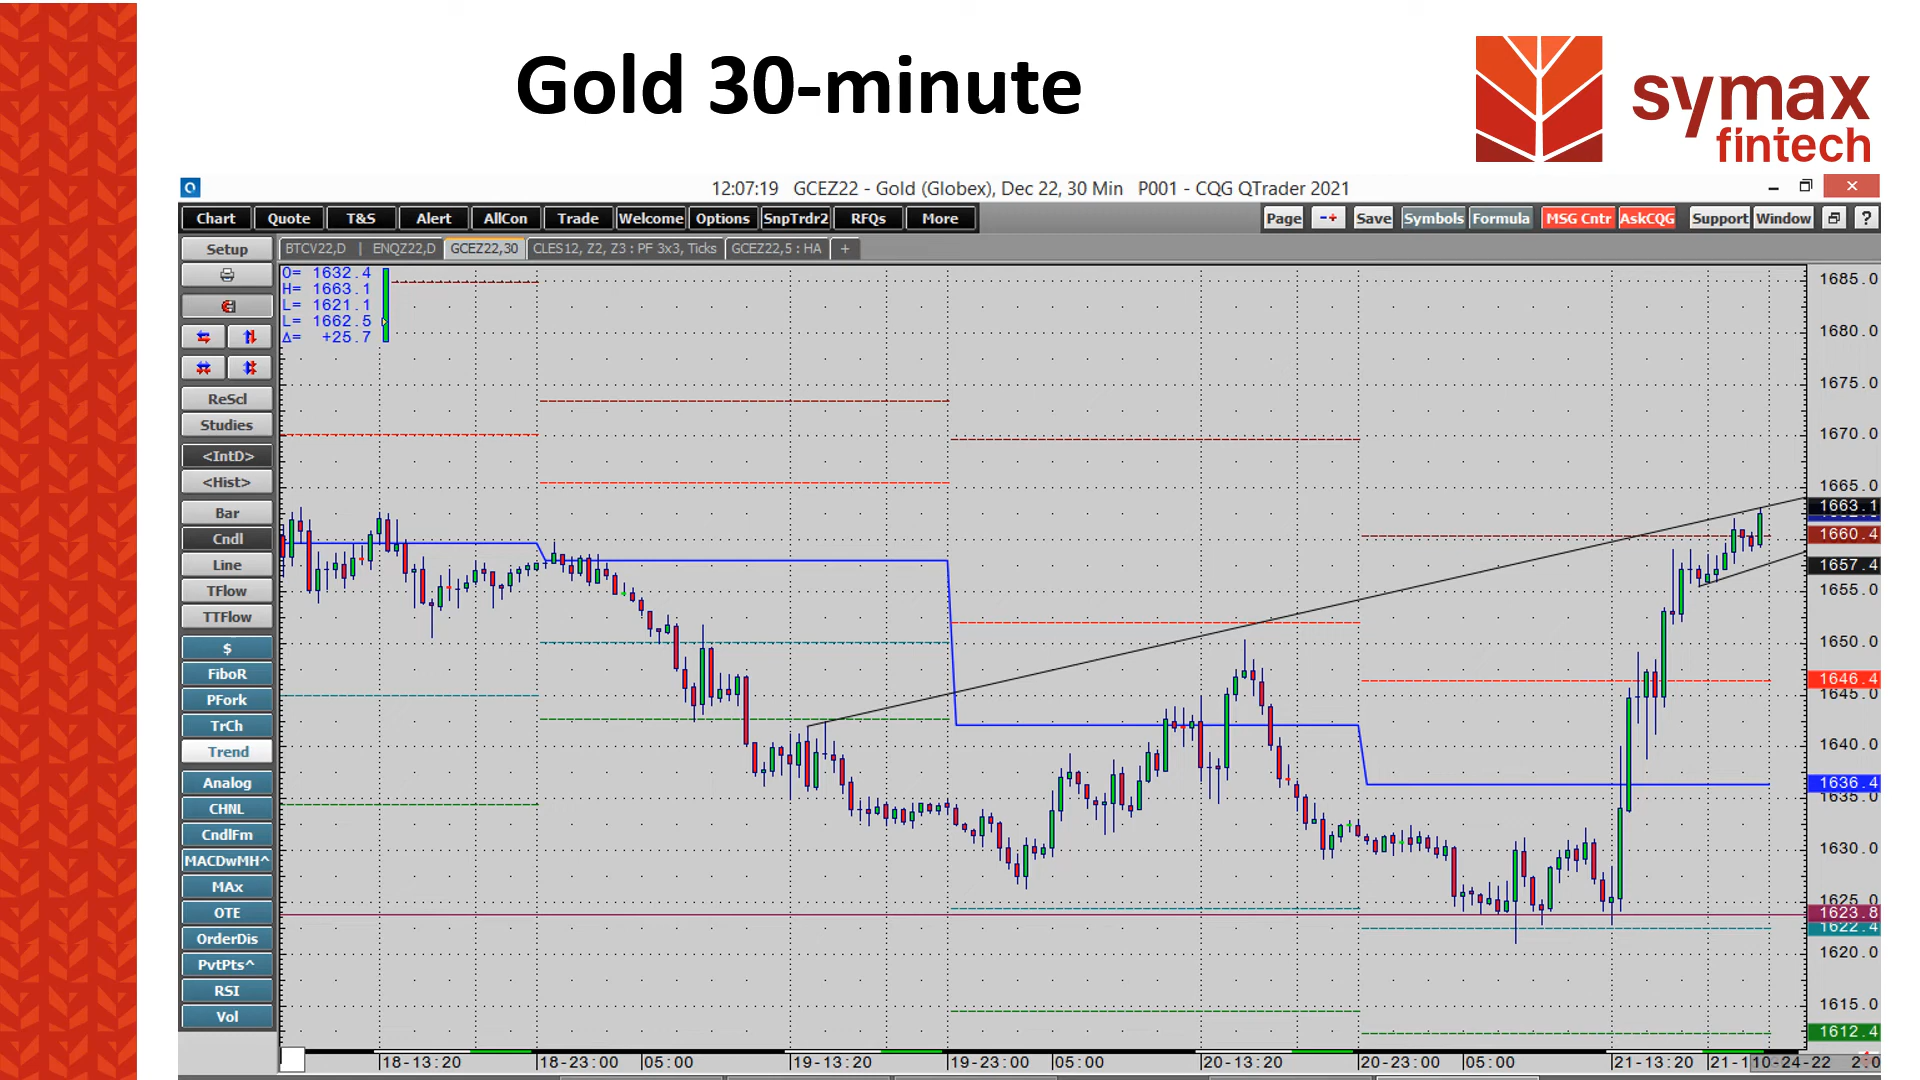 Gold 30-minute
symax
fintech
12:07:19 GCEZ22 - Gold (Globex), Dec 22, 30 Min P001 - CQG QTrader 2021
Chart Quote T&S Alert AllCon Trade Welcome Options SnpTrdr2 RFQs More Page -+ Save Symbols Formula MSG Cntr AskCQG Support Window ?
Setup BTCV22,D ENQZ22,D GCEZ22,30 CLES12, Z2, Z3 : PF 3x3, Ticks GCEZ22,5 : HA +
O= 1632.4
H= 1663.1
L= 1621.1
L= 1662.5
Δ= +25.7
ReScl
Studies
<IntD>
<Hist>
Bar
Cndl
Line
TFlow
TTFlow
$
FiboR
PFork
TrCh
Trend
Analog
CHNL
CndlFm
MACDwMH^
MAx
OTE
OrderDis
PvtPts^
RSI
Vol
1685.0
1680.0
1675.0
1670.0
1665.0
1663.1
1660.4
1657.4
1655.0
1650.0
1646.4
1645.0
1640.0
1636.4
1635.0
1630.0
1625.0
1623.8
1622.4
1620.0
1615.0
1612.4
18-13:20 18-23:00 05:00 19-13:20 19-23:00 05:00 20-13:20 20-23:00 05:00 21-13:20 21-1 10-24-22 2:0